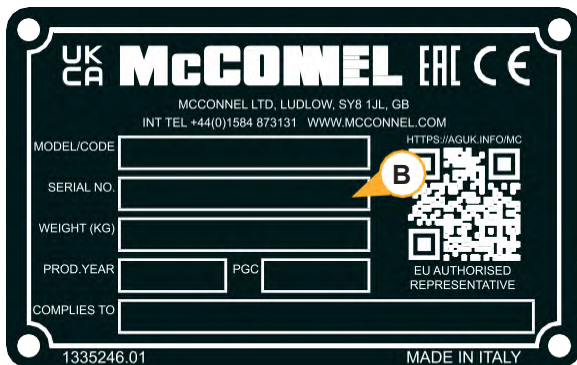 UK
CA
McCONNEL
EAC CE
MCCONNEL LTD, LUDLOW, SY8 1JL, GB
INT TEL +44(0)1584 873131 WWW.MCCONNEL.COM
MODEL/CODE
HTTPS://AGUK.INFO/MC
SERIAL NO.
B
WEIGHT (KG)
PROD.YEAR
PGC
EU AUTHORISED
REPRESENTATIVE
COMPLIES TO
1335246.01
MADE IN ITALY